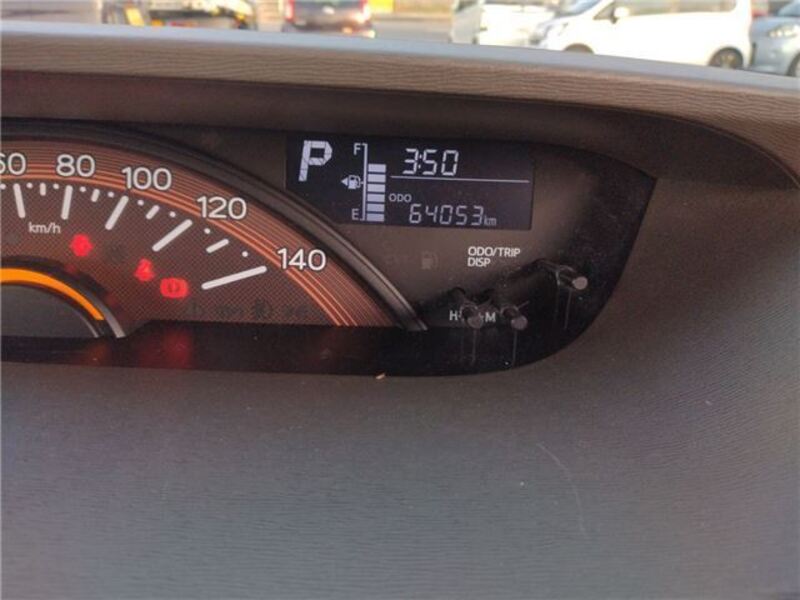 P F 3:50
ODO
E 64053km
60 80 100 120 140
km/h
ODO/TRIP
DISP
H M